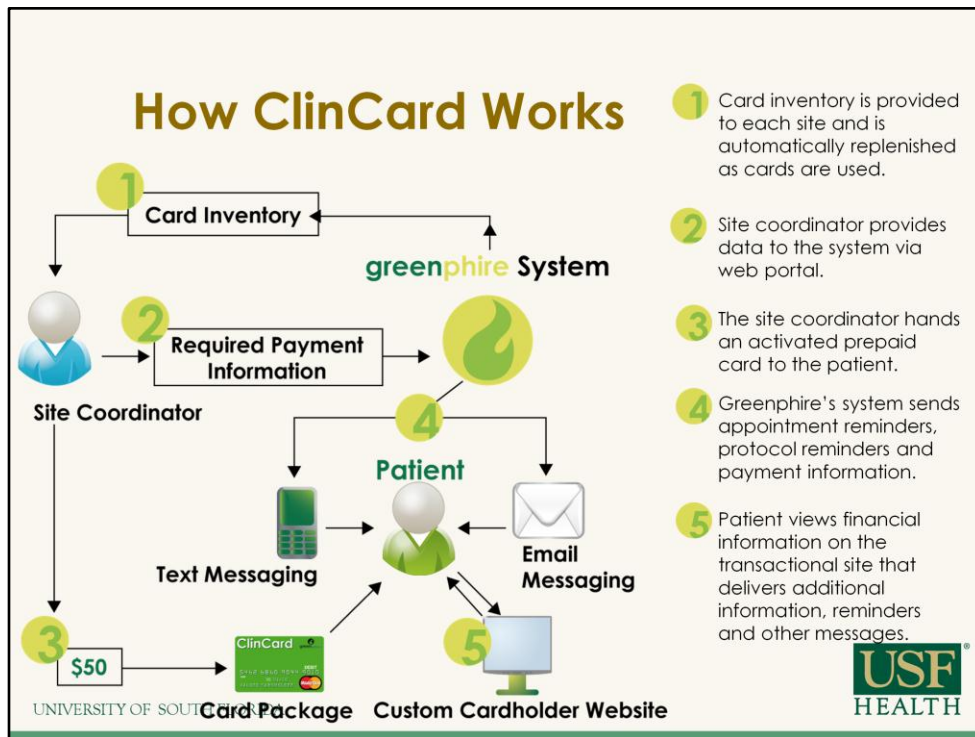 How ClinCard Works
1
Card Inventory
greenphire System
2
Required Payment
Information
Site Coordinator
4
Patient
Text Messaging
Email
Messaging
3
$50
ClinCard
Card Package
5
Custom Cardholder Website
1
Card inventory is provided
to each site and is
automatically replenished
as cards are used.
2
Site coordinator provides
data to the system via
web portal.
3
The site coordinator hands
an activated prepaid
card to the patient.
4
Greenphire's system sends
appointment reminders,
protocol reminders and
payment information.
5
Patient views financial
information on the
transactional site that
delivers additional
information, reminders
and other messages.
UNIVERSITY OF SOUTH FLORIDA
USF
HEALTH